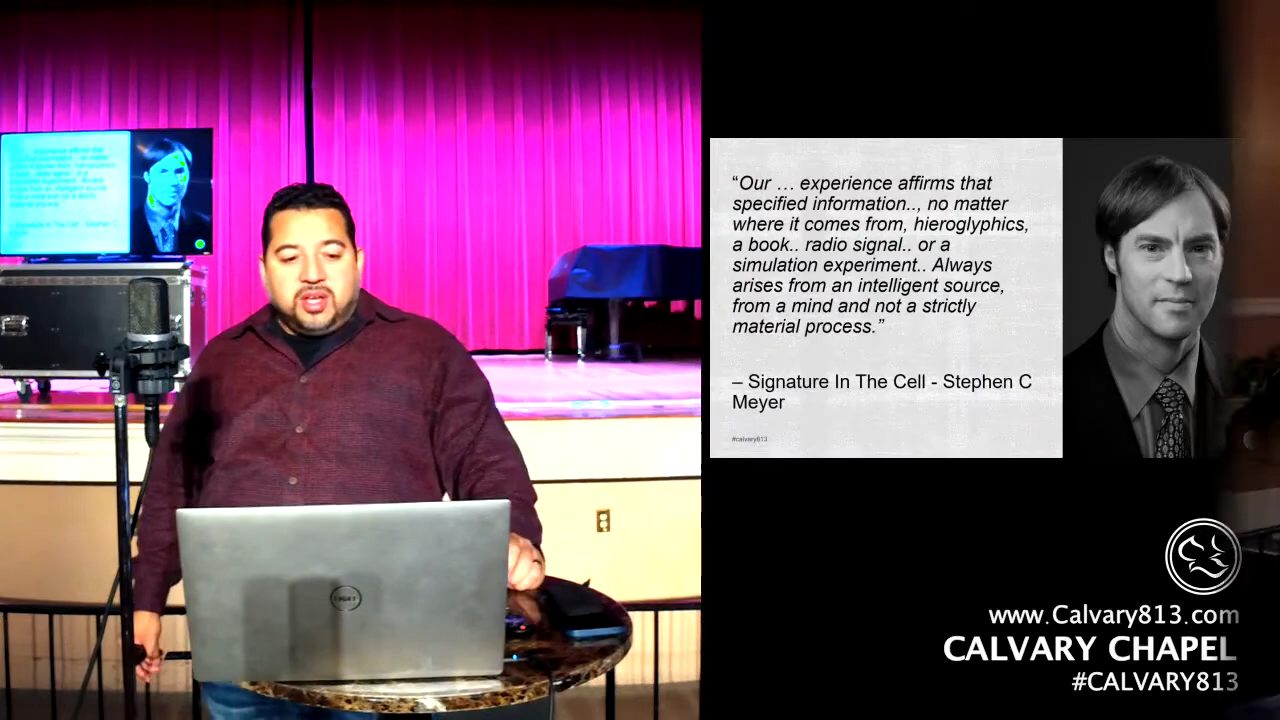 “Our … experience affirms that
specified information.., no matter
where it comes from, hieroglyphics,
a book.. radio signal.. or a
simulation experiment.. Always
arises from an intelligent source,
from a mind and not a strictly
material process.”
– Signature In The Cell - Stephen C
Meyer
#calvary813
www.Calvary813.com
CALVARY CHAPEL
#CALVARY813
DELL